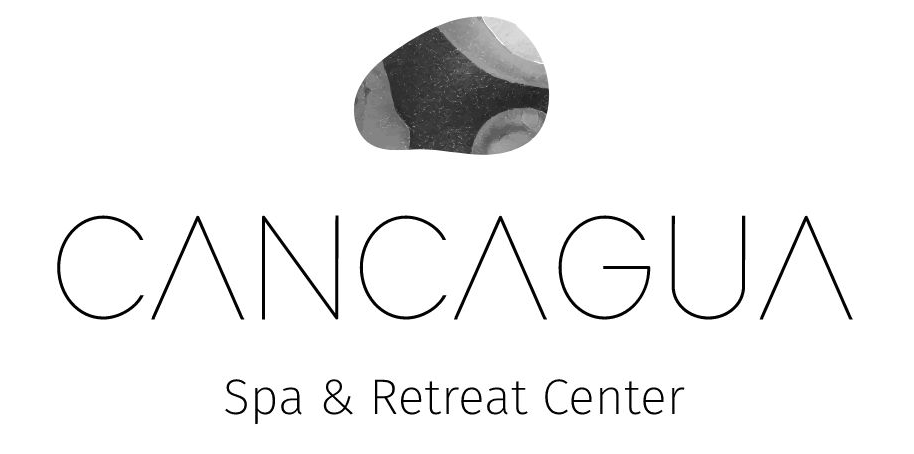 CANCAGUA
Spa & Retreat Center